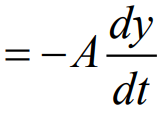 = −A dy/dt